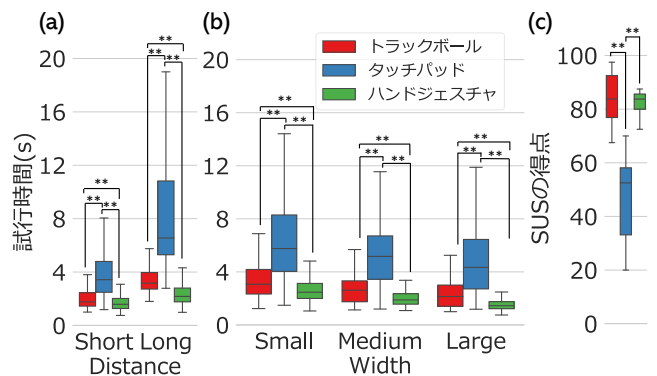 (a)
(b)
(c)
トラックボール
タッチパッド
ハンドジェスチャ
試行時間(s)
20
16
12
8
4
0
** ** ** ** ** **
Short Long
Distance
20
16
12
8
4
0
** ** ** ** ** ** ** ** **
Small Medium Large
Width
SUSの得点
100
80
60
40
20
0
** **